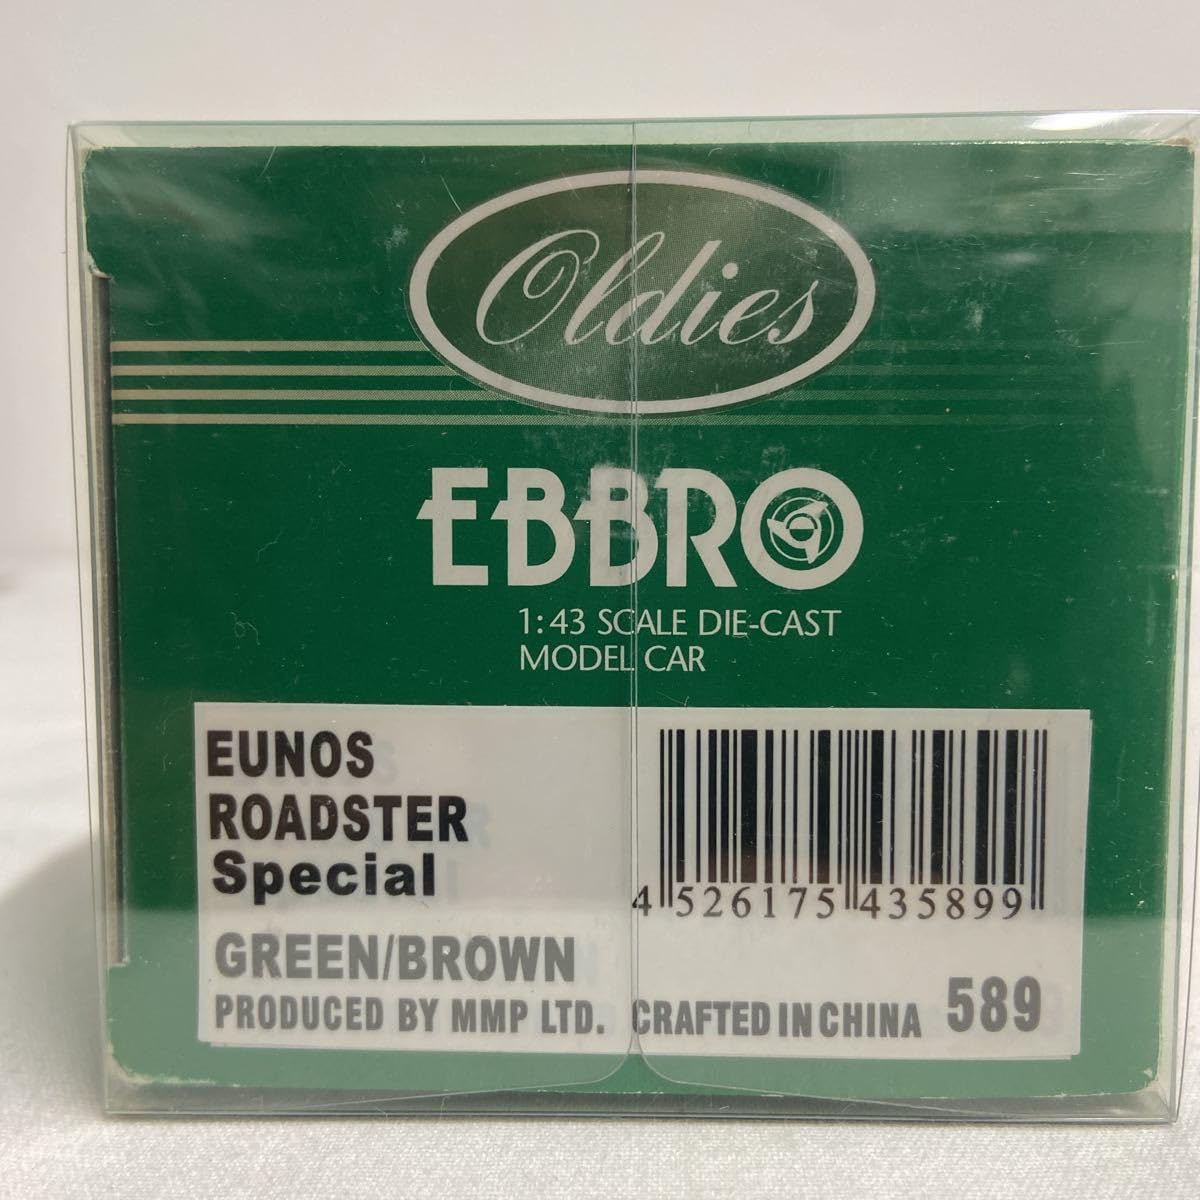 Oldies
EBBRO
1:43 SCALE DIE-CAST
MODEL CAR
EUNOS
ROADSTER
Special
4 526175 435899
GREEN/BROWN
PRODUCED BY MMP LTD. CRAFTED IN CHINA 589